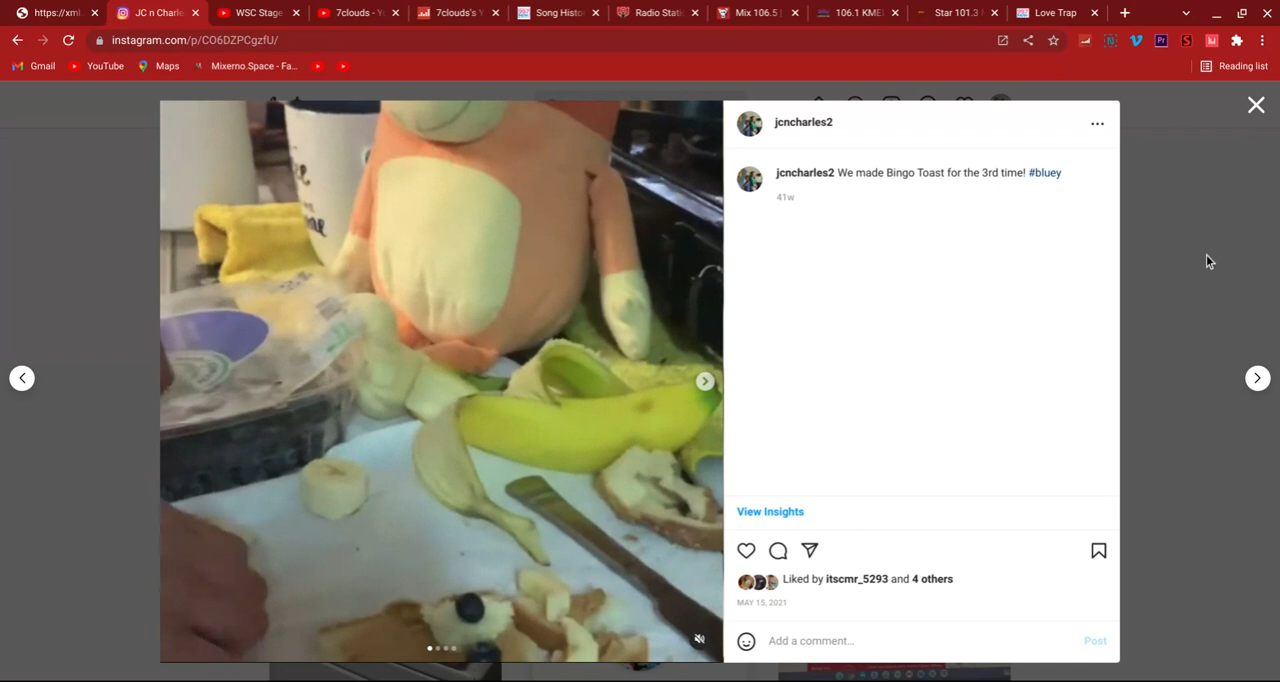 https://xml
JC n Charle
WSC Stage
7clouds - Yo
7clouds's Y
Song Histor
Radio Stati
Mix 106.5 |
106.1 KMEL
Star 101.3
Love Trap
instagram.com/p/CO6DZPCgzfU/
Gmail
YouTube
Maps
Mixerno.Space - Fa...
Reading list
jcncharles2
jcncharles2 We made Bingo Toast for the 3rd time! #bluey
41w
View Insights
Liked by itscmr_5293 and 4 others
MAY 15, 2021
Add a comment... Post